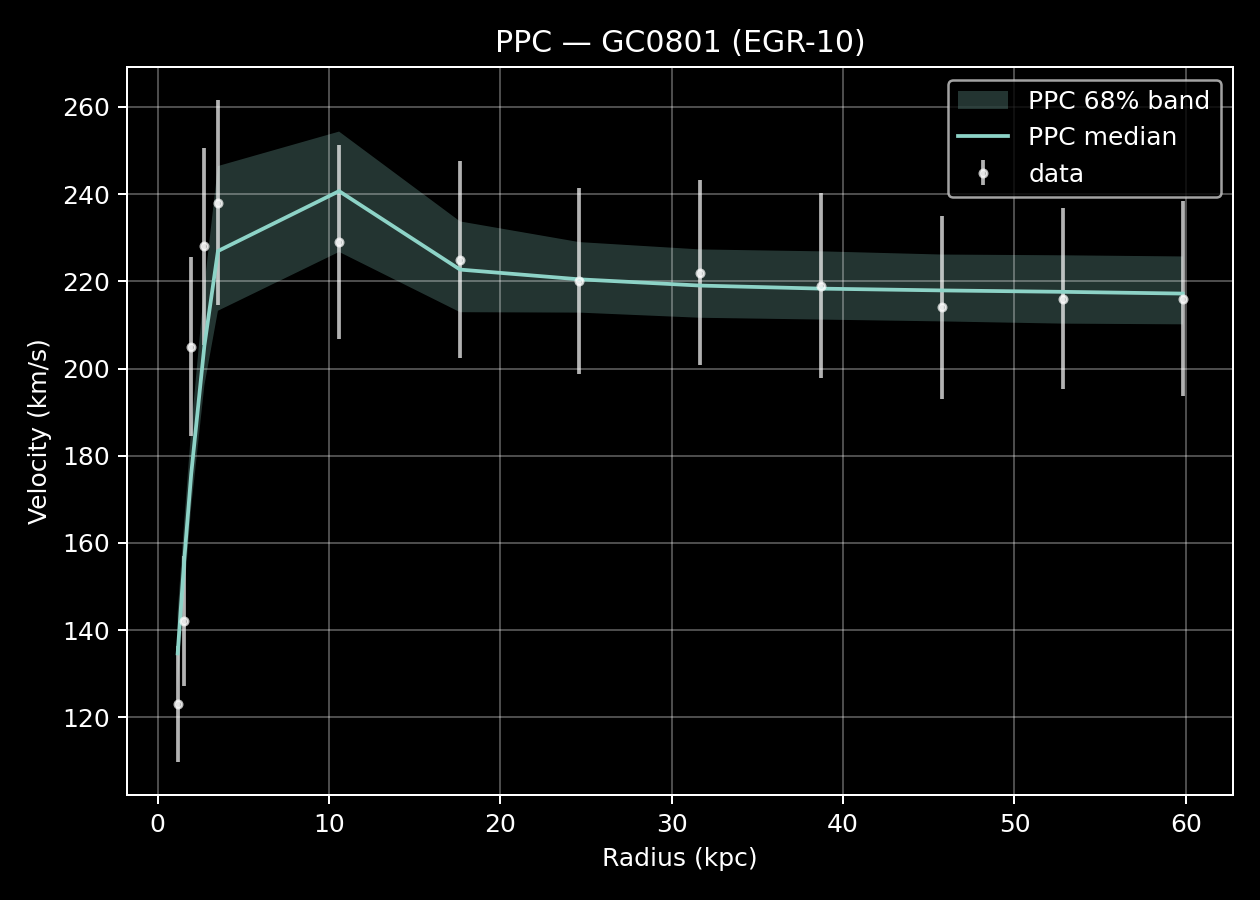 PPC — GC0801 (EGR-10)
PPC 68% band
PPC median
data
260
240
220
200
180
160
140
120
Velocity (km/s)
0 10 20 30 40 50 60
Radius (kpc)